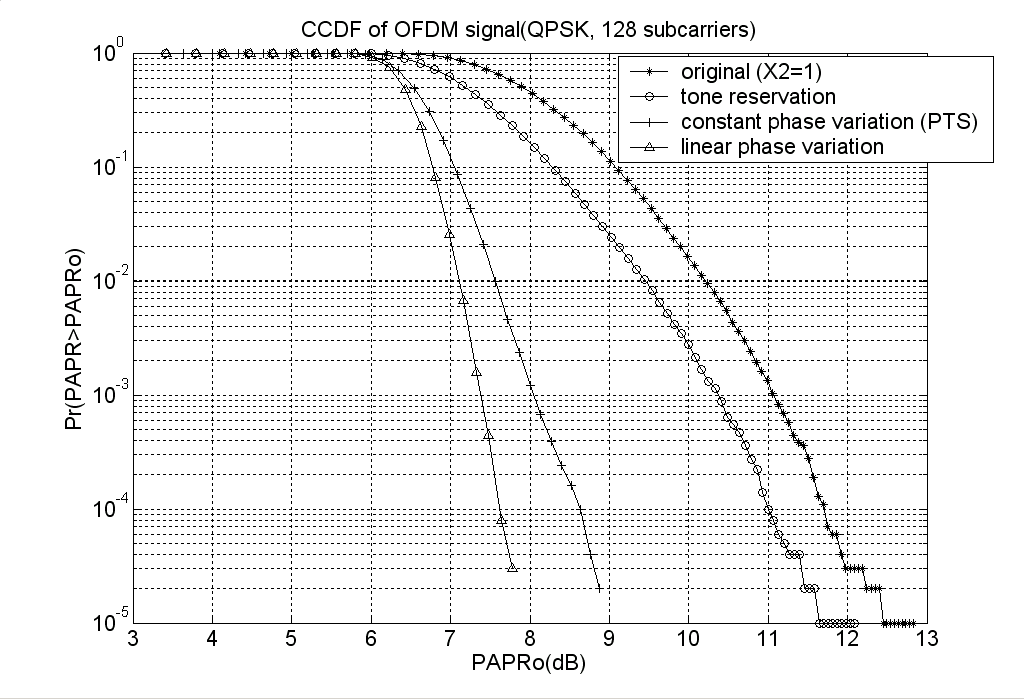 CCDF of OFDM signal(QPSK, 128 subcarriers)
original (X2=1)
tone reservation
constant phase variation (PTS)
linear phase variation
Pr(PAPR>PAPRo)
10^0
10^-1
10^-2
10^-3
10^-4
10^-5
3 4 5 6 7 8 9 10 11 12 13
PAPRo(dB)